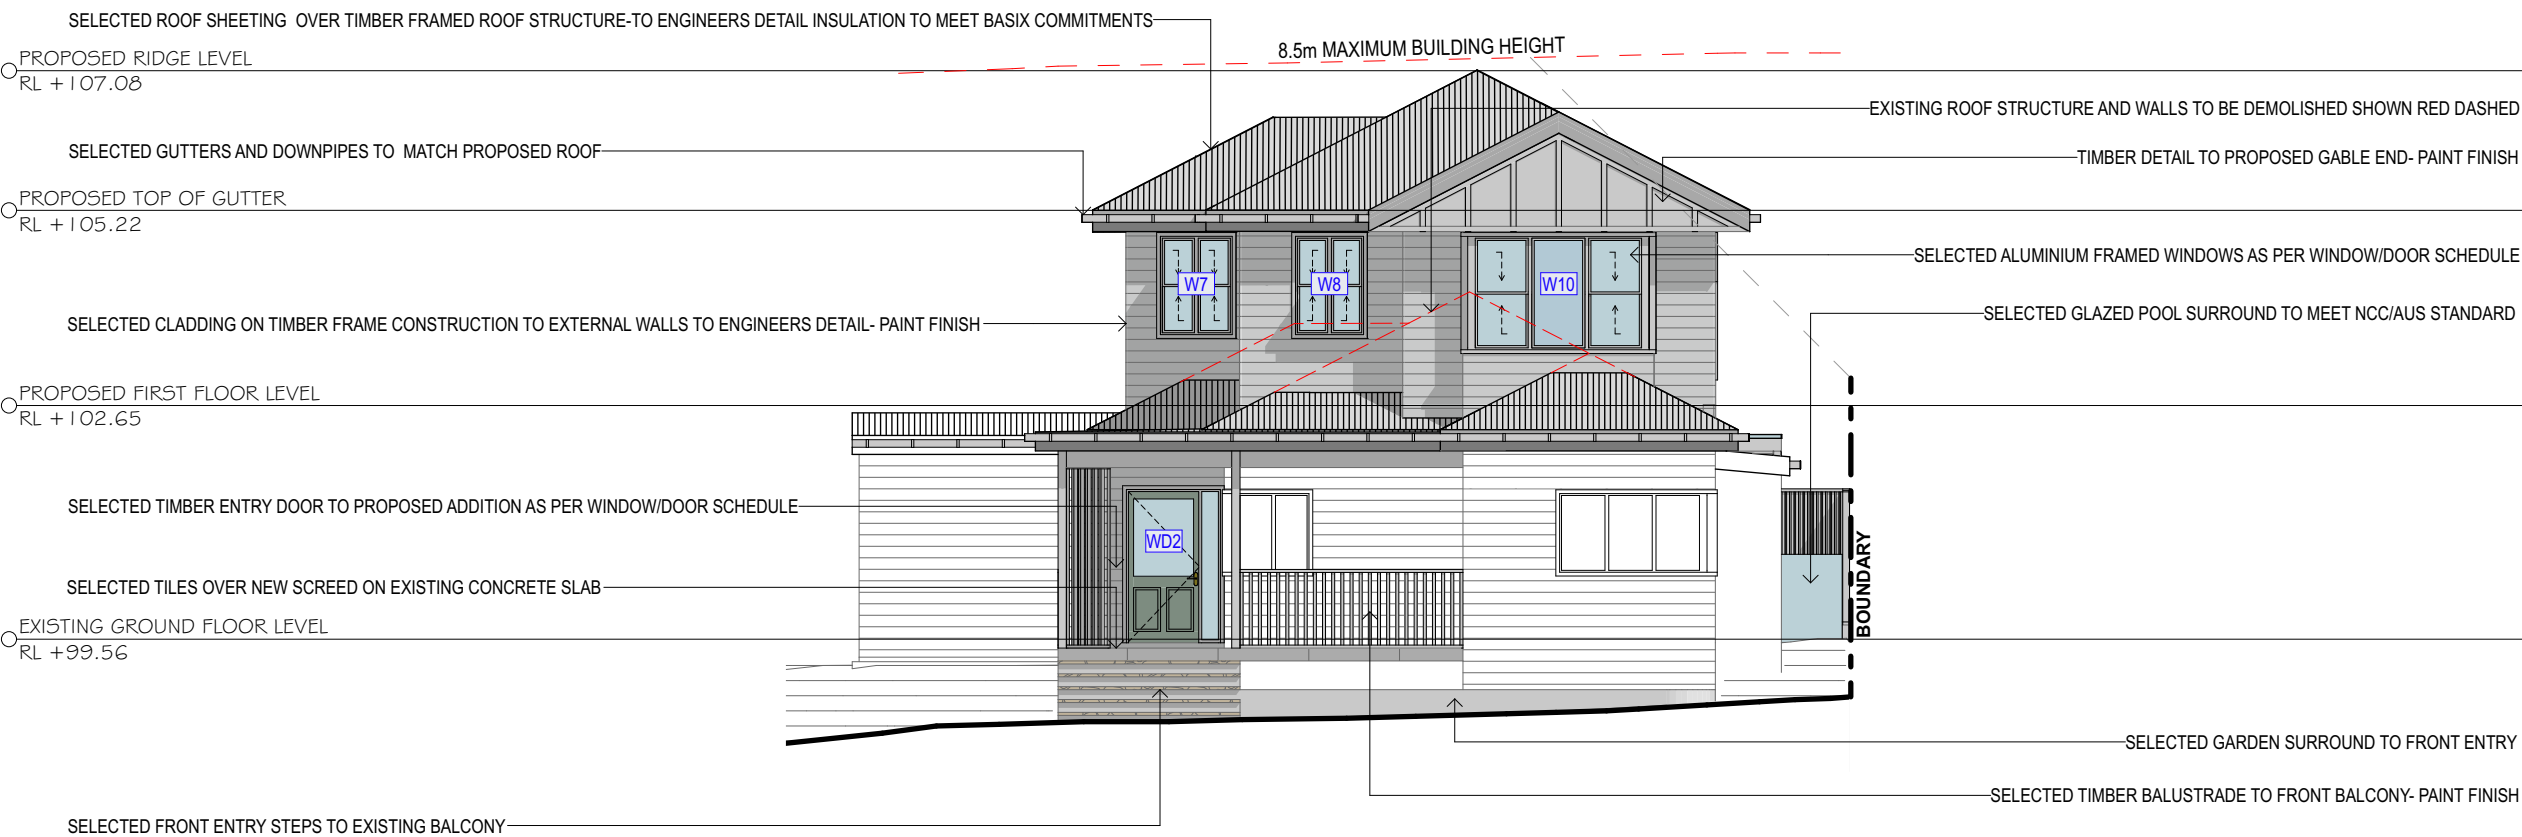 SELECTED ROOF SHEETING OVER TIMBER FRAMED ROOF STRUCTURE-TO ENGINEERS DETAIL INSULATION TO MEET BASIX COMMITMENTS
8.5m MAXIMUM BUILDING HEIGHT
PROPOSED RIDGE LEVEL
RL +107.08
EXISTING ROOF STRUCTURE AND WALLS TO BE DEMOLISHED SHOWN RED DASHED
SELECTED GUTTERS AND DOWNPIPES TO MATCH PROPOSED ROOF
TIMBER DETAIL TO PROPOSED GABLE END- PAINT FINISH
PROPOSED TOP OF GUTTER
RL +105.22
SELECTED ALUMINIUM FRAMED WINDOWS AS PER WINDOW/DOOR SCHEDULE
W7
W8
W10
SELECTED GLAZED POOL SURROUND TO MEET NCC/AUS STANDARD
SELECTED CLADDING ON TIMBER FRAME CONSTRUCTION TO EXTERNAL WALLS TO ENGINEERS DETAIL- PAINT FINISH
PROPOSED FIRST FLOOR LEVEL
RL +102.65
SELECTED TIMBER ENTRY DOOR TO PROPOSED ADDITION AS PER WINDOW/DOOR SCHEDULE
WD2
BOUNDARY
SELECTED TILES OVER NEW SCREED ON EXISTING CONCRETE SLAB
EXISTING GROUND FLOOR LEVEL
RL +99.56
SELECTED GARDEN SURROUND TO FRONT ENTRY
SELECTED TIMBER BALUSTRADE TO FRONT BALCONY- PAINT FINISH
SELECTED FRONT ENTRY STEPS TO EXISTING BALCONY